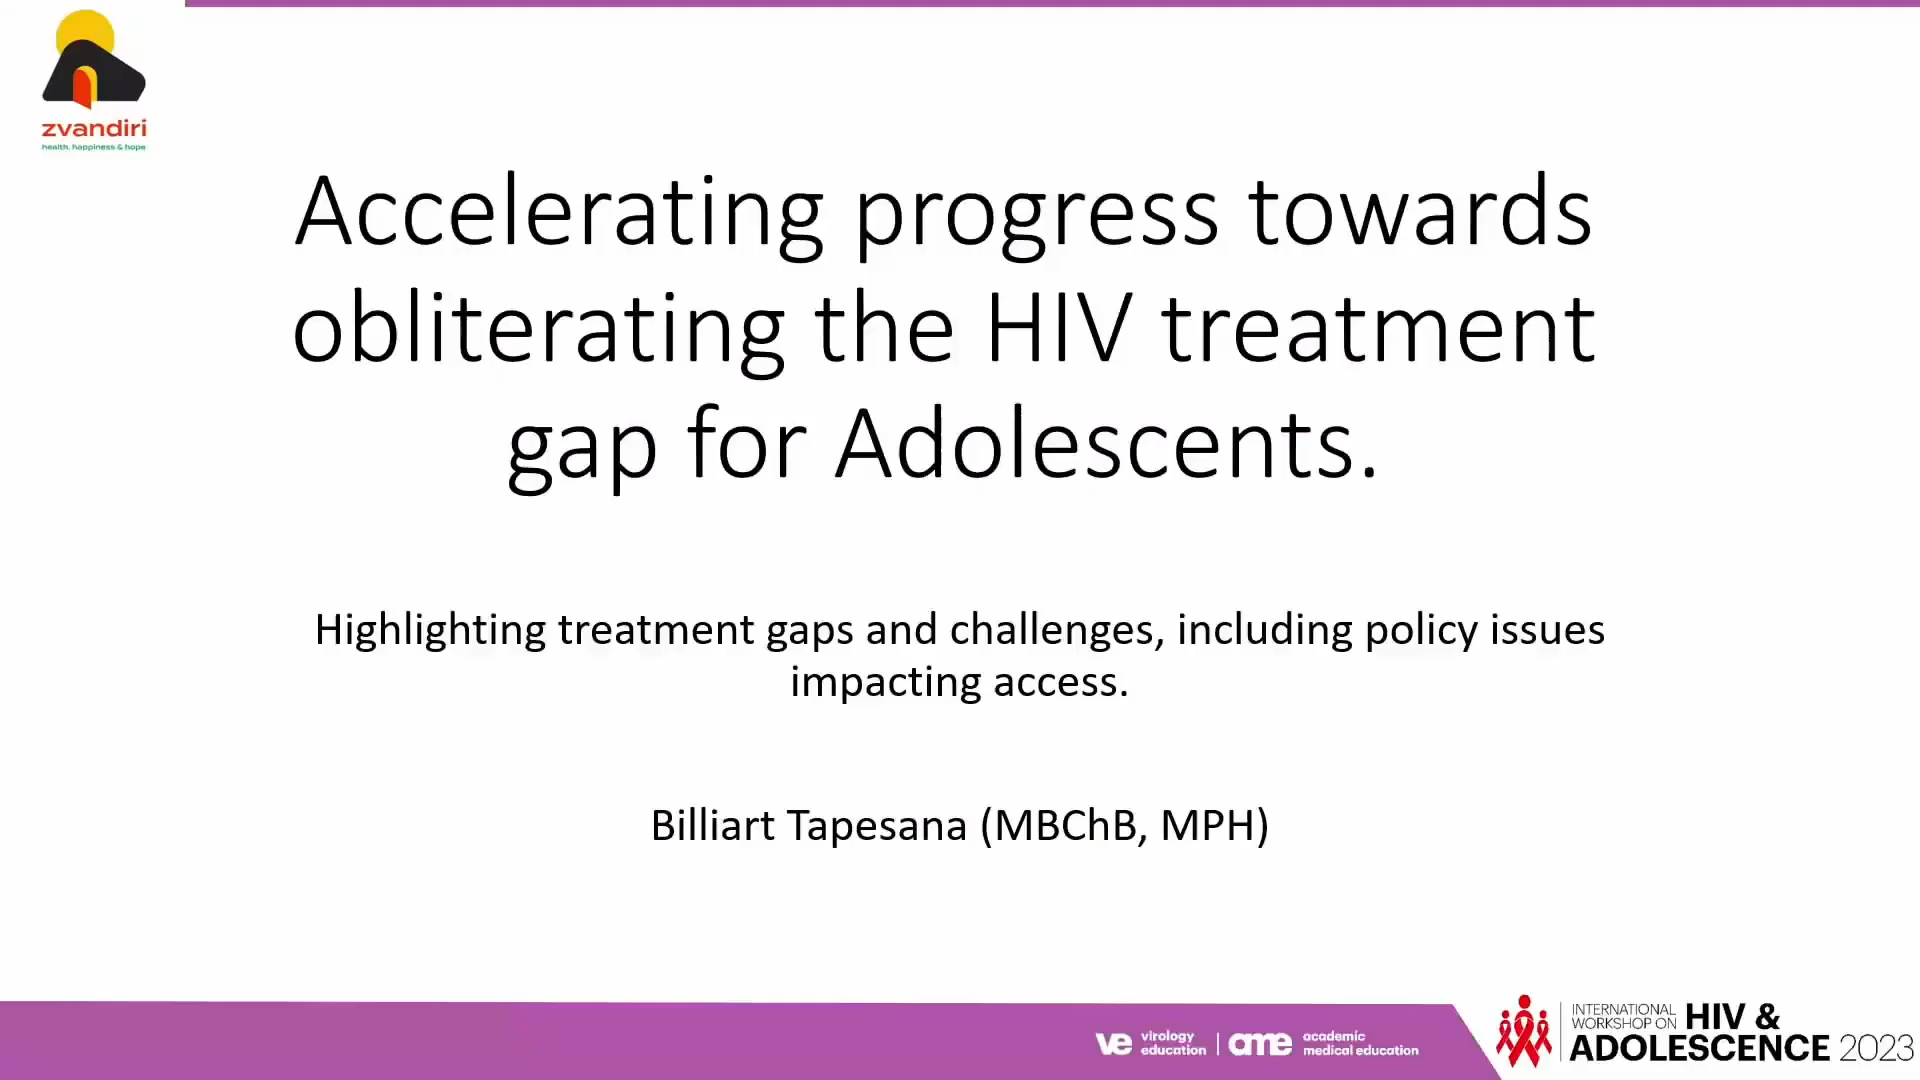 zvandiri
health, happiness & hope
Accelerating progress towards
obliterating the HIV treatment
gap for Adolescents.
Highlighting treatment gaps and challenges, including policy issues
impacting access.
Billiart Tapesana (MBChB, MPH)
ve virology education | ame academic medical education
INTERNATIONAL WORKSHOP ON HIV &
ADOLESCENCE 2023